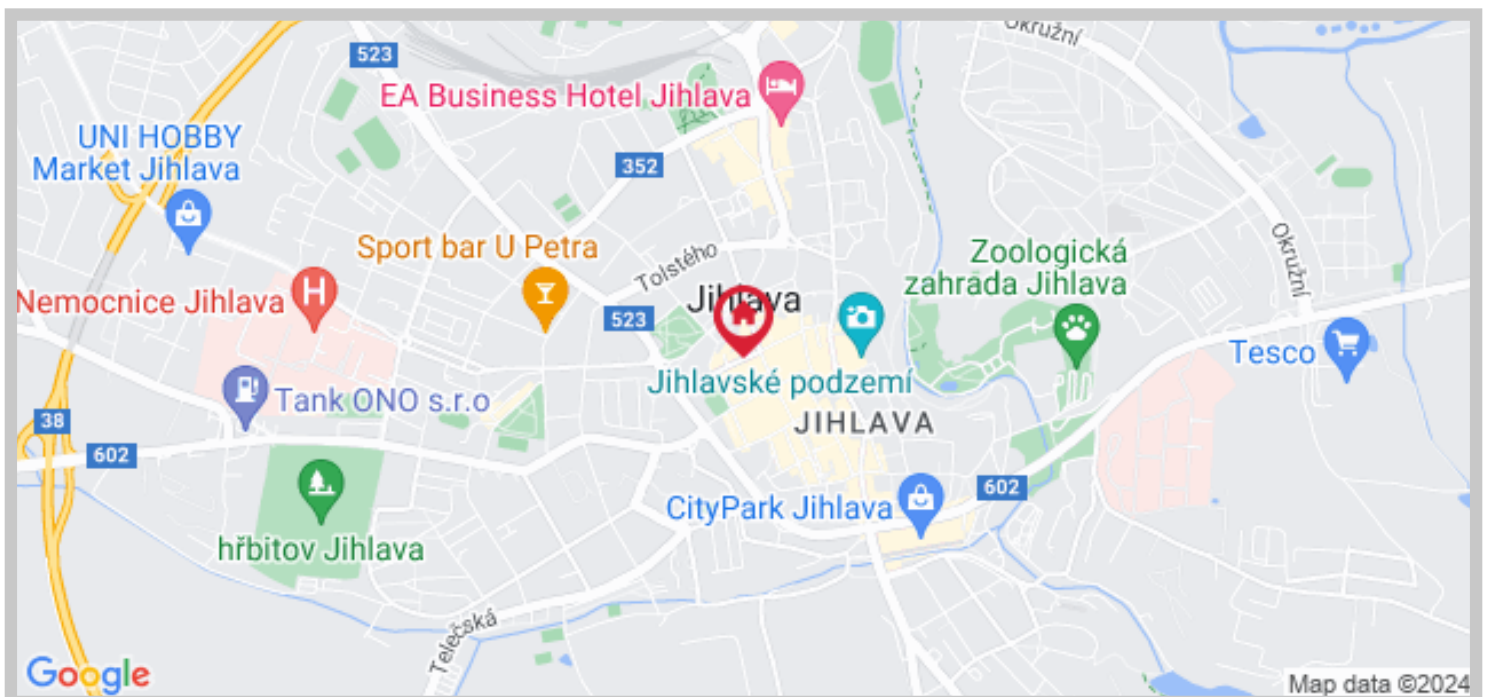 Okružní
523
EA Business Hotel Jihlava
UNI HOBBY
Market Jihlava
352
Sport bar U Petra
Tolstého
Okružní
Zoologická
zahrada Jihlava
Nemocnice Jihlava
H
Jihlava
523
Tesco
Jihlavské podzemí
Tank ONO s.r.o
38
JIHLAVA
602
602
CityPark Jihlava
hřbitov Jihlava
Telečská
Google
Map data ©2024